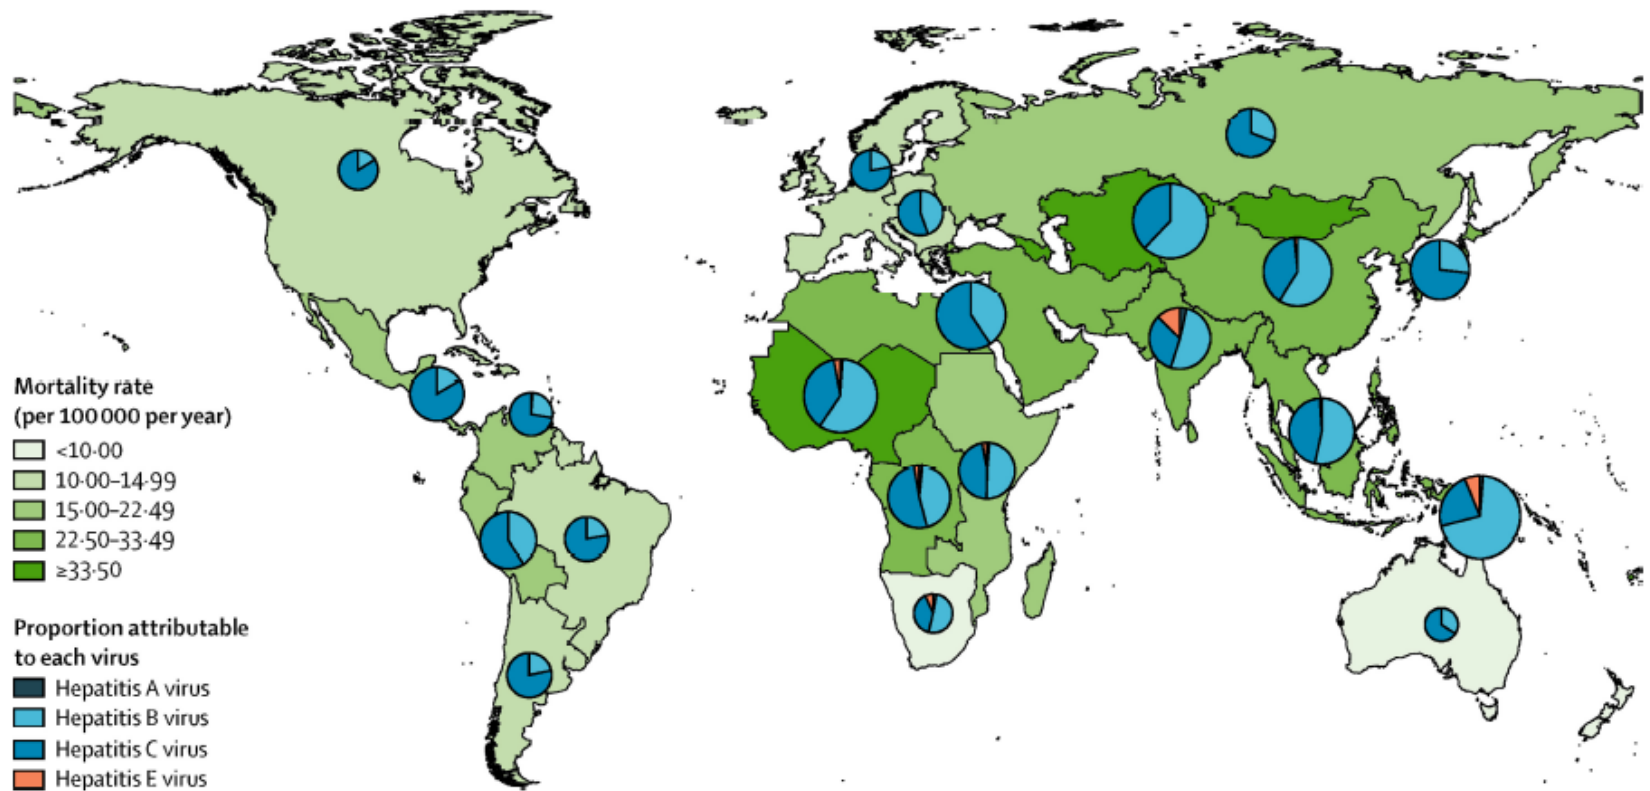 Mortality rate
(per 100 000 per year)
<10·00
10·00–14·99
15·00–22·49
22·50–33·49
≥33·50
Proportion attributable
to each virus
Hepatitis A virus
Hepatitis B virus
Hepatitis C virus
Hepatitis E virus